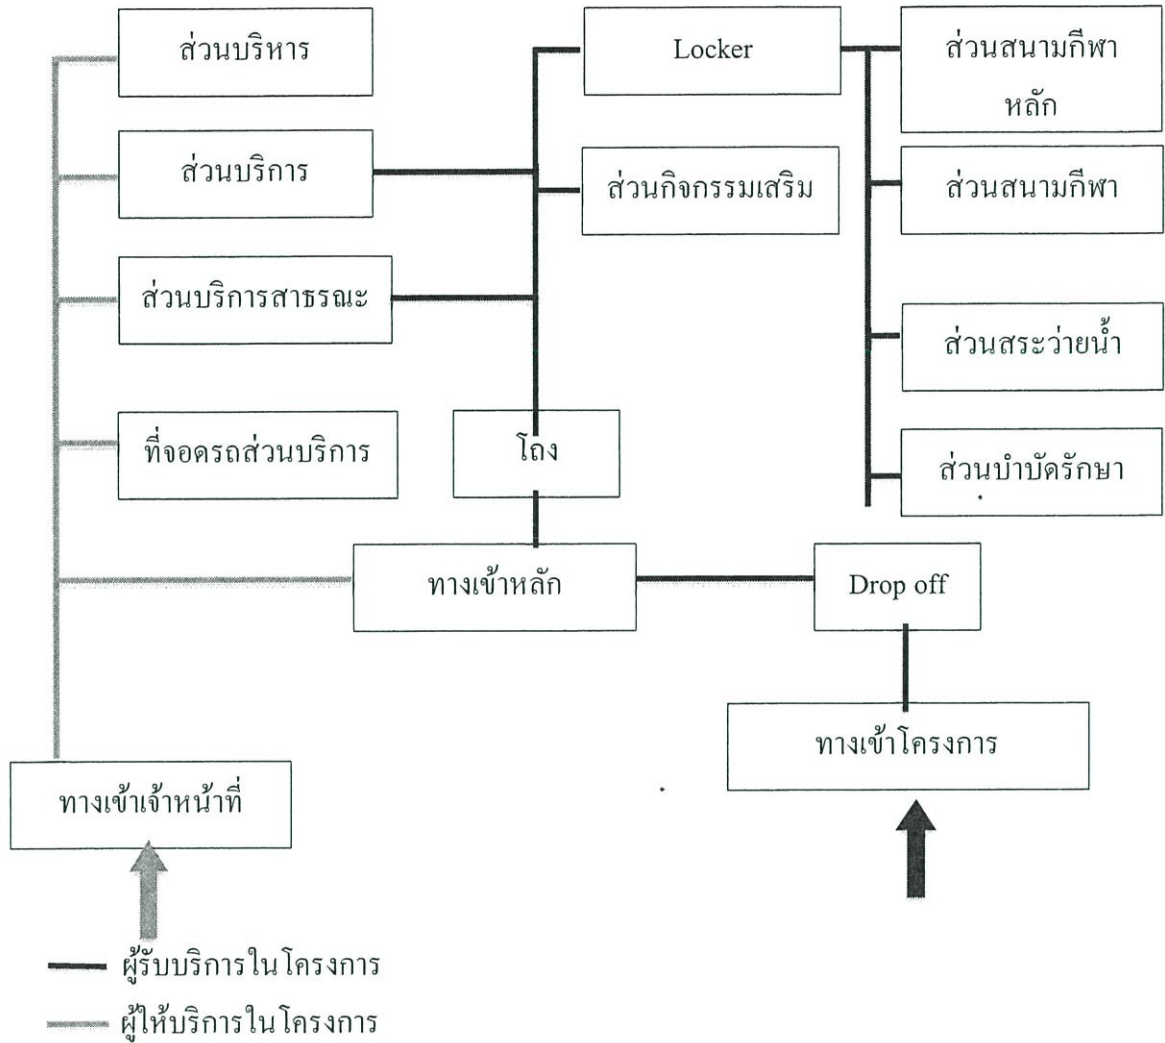 ส่วนบริหาร
Locker
ส่วนสนามกีฬา
หลัก
ส่วนบริการ
ส่วนกิจกรรมเสริม
ส่วนสนามกีฬา
ส่วนบริการสาธรณะ
ส่วนสระว่ายน้ำ
ที่จอดรถส่วนบริการ
โถง
ส่วนบำบัดรักษา
ทางเข้าหลัก
Drop off
ทางเข้าโครงการ
ทางเข้าเจ้าหน้าที่
ผู้รับบริการในโครงการ
ผู้ให้บริการในโครงการ